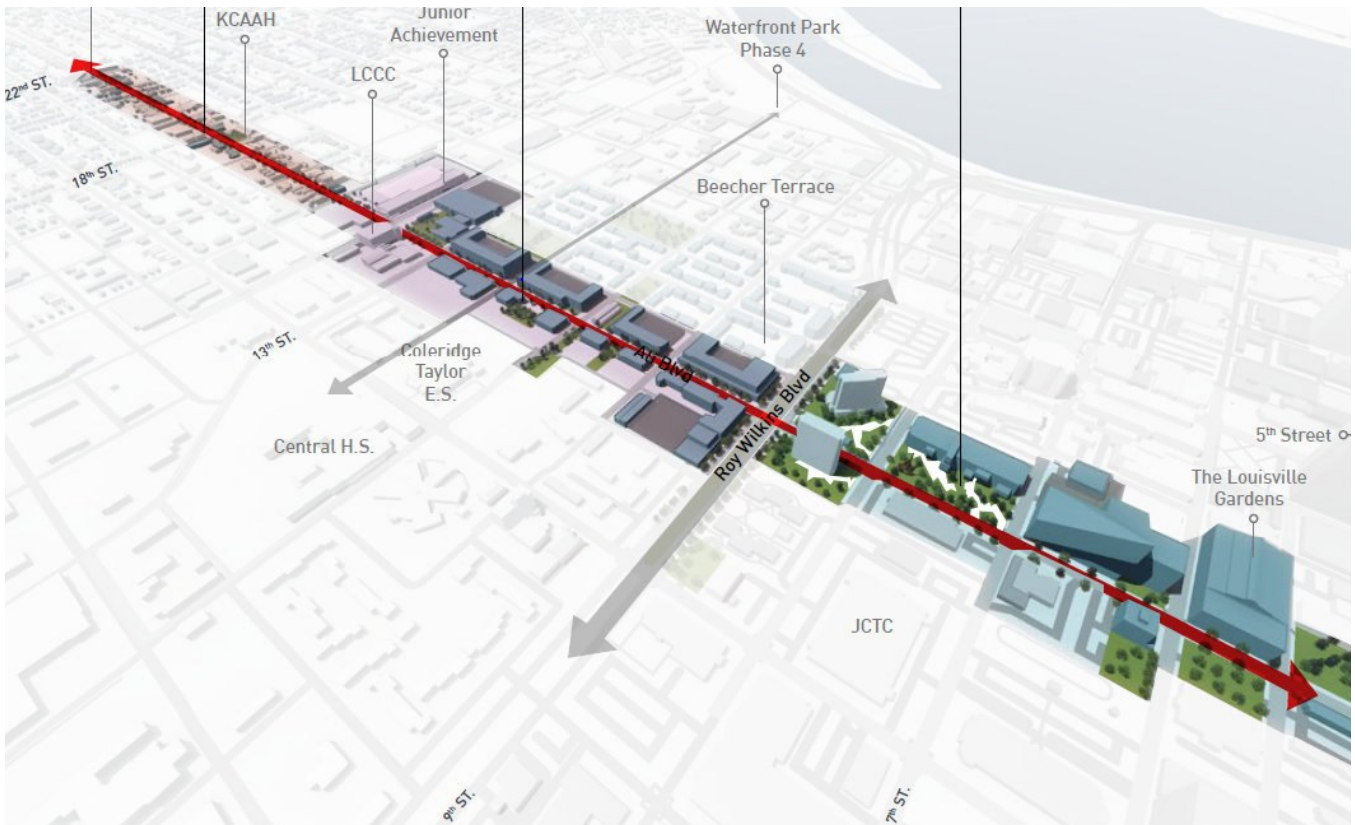 KCAAH
Junior
Achievement
LCCC
Waterfront Park
Phase 4
22nd ST.
18th ST.
Beecher Terrace
13th ST.
Coleridge
Taylor
E.S.
Ali Blvd
Central H.S.
Roy Wilkins Blvd
5th Street
The Louisville
Gardens
JCTC
9th ST.
7th ST.